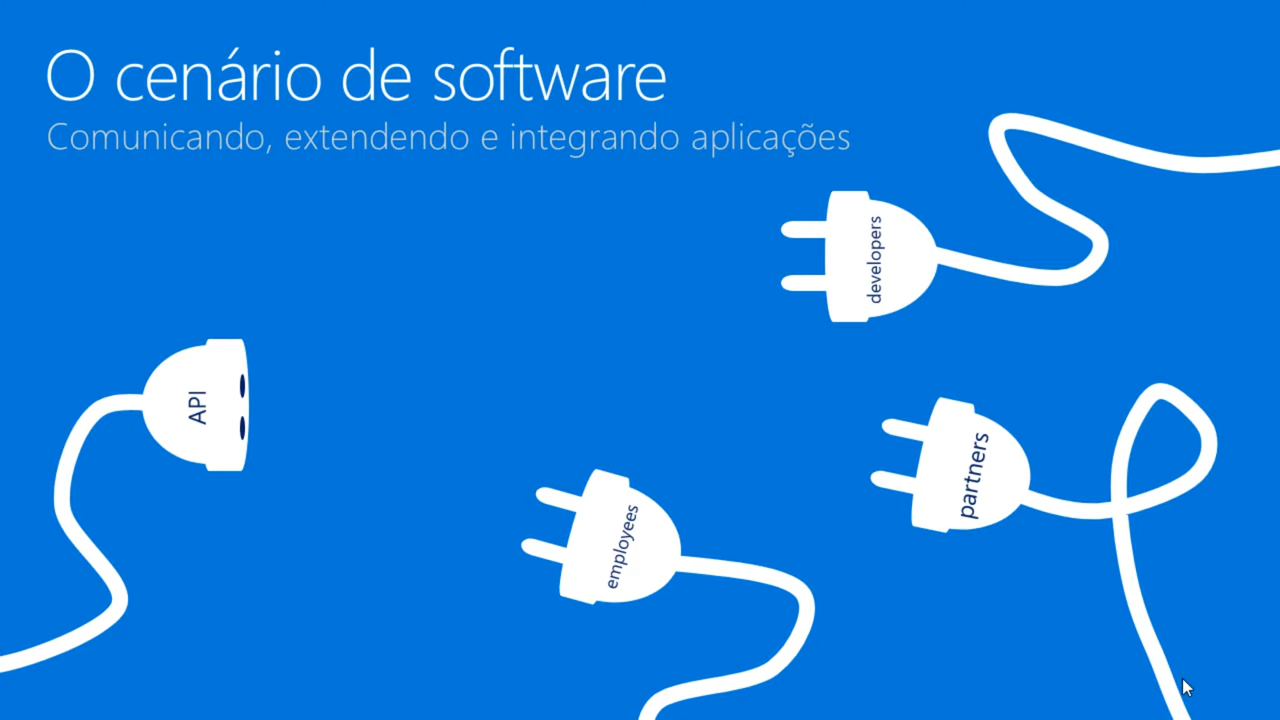 O cenário de software
Comunicando, extendendo e integrando aplicações
developers
API
partners
employees